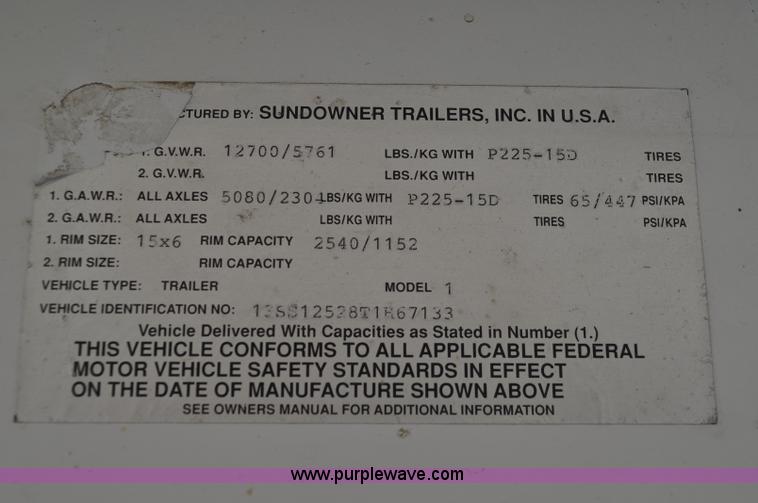 CTURED BY: SUNDOWNER TRAILERS, INC. IN U.S.A.
1. G.V.W.R. 12700/5761 LBS./KG WITH P225-15D TIRES
2. G.V.W.R. LBS./KG WITH TIRES
1. G.A.W.R.: ALL AXLES 5080/2304 LBS/KG WITH P225-15D TIRES 65/447 PSI/KPA
2. G.A.W.R.: ALL AXLES LBS/KG WITH TIRES PSI/KPA
1. RIM SIZE: 15x6 RIM CAPACITY 2540/1152
2. RIM SIZE: RIM CAPACITY
VEHICLE TYPE: TRAILER MODEL 1
VEHICLE IDENTIFICATION NO:
Vehicle Delivered With Capacities as Stated in Number (1.)
THIS VEHICLE CONFORMS TO ALL APPLICABLE FEDERAL
MOTOR VEHICLE SAFETY STANDARDS IN EFFECT
ON THE DATE OF MANUFACTURE SHOWN ABOVE
SEE OWNERS MANUAL FOR ADDITIONAL INFORMATION
www.purplewave.com